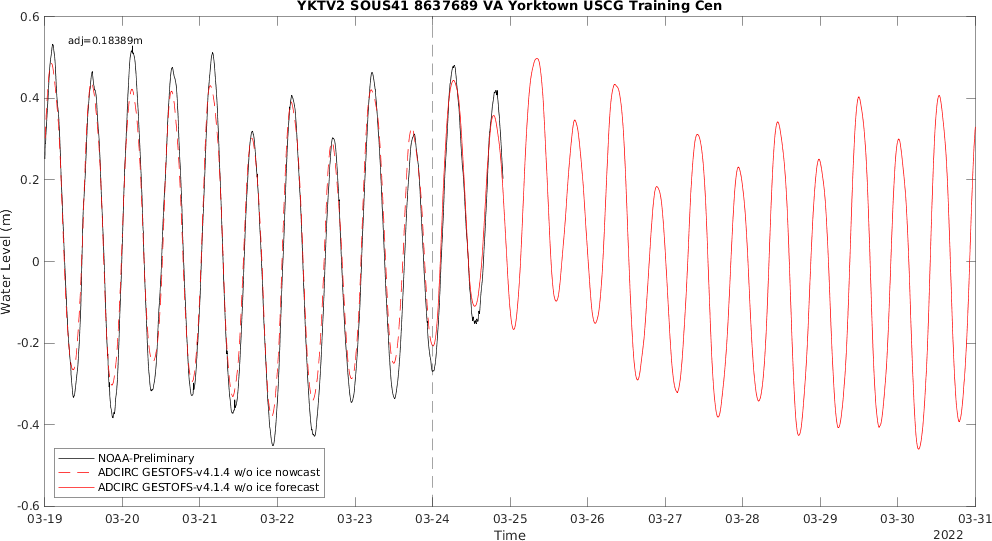 YKTV2 SOUS41 8637689 VA Yorktown USCG Training Cen
adj=0.18389m
0.6
0.4
0.2
0
-0.2
-0.4
-0.6
Water Level (m)
NOAA-Preliminary
ADCIRC GESTOFS-v4.1.4 w/o ice nowcast
ADCIRC GESTOFS-v4.1.4 w/o ice forecast
03-19 03-20 03-21 03-22 03-23 03-24 03-25 03-26 03-27 03-28 03-29 03-30 03-31
Time
2022